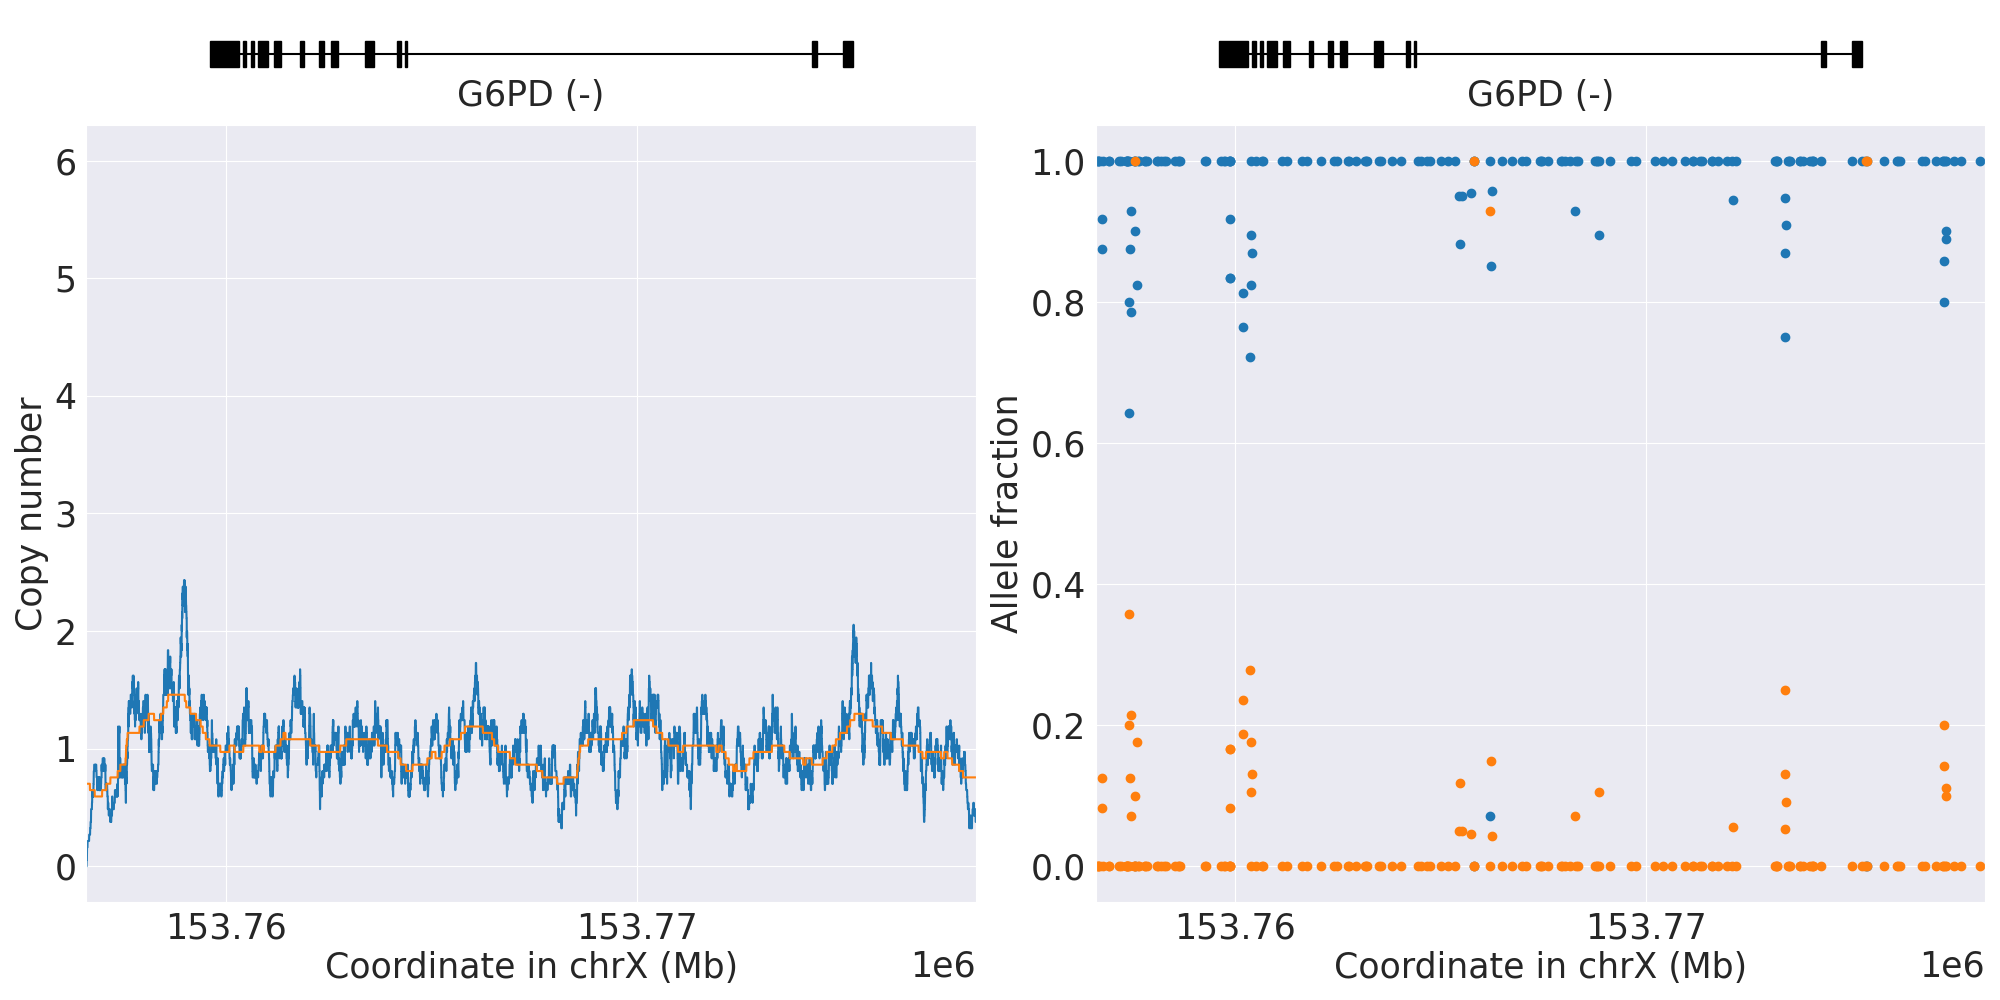 G6PD (-)
G6PD (-)
Copy number
6
5
4
3
2
1
0
153.76
153.77
Coordinate in chrX (Mb)
1e6
Allele fraction
1.0
0.8
0.6
0.4
0.2
0.0
153.76
153.77
Coordinate in chrX (Mb)
1e6